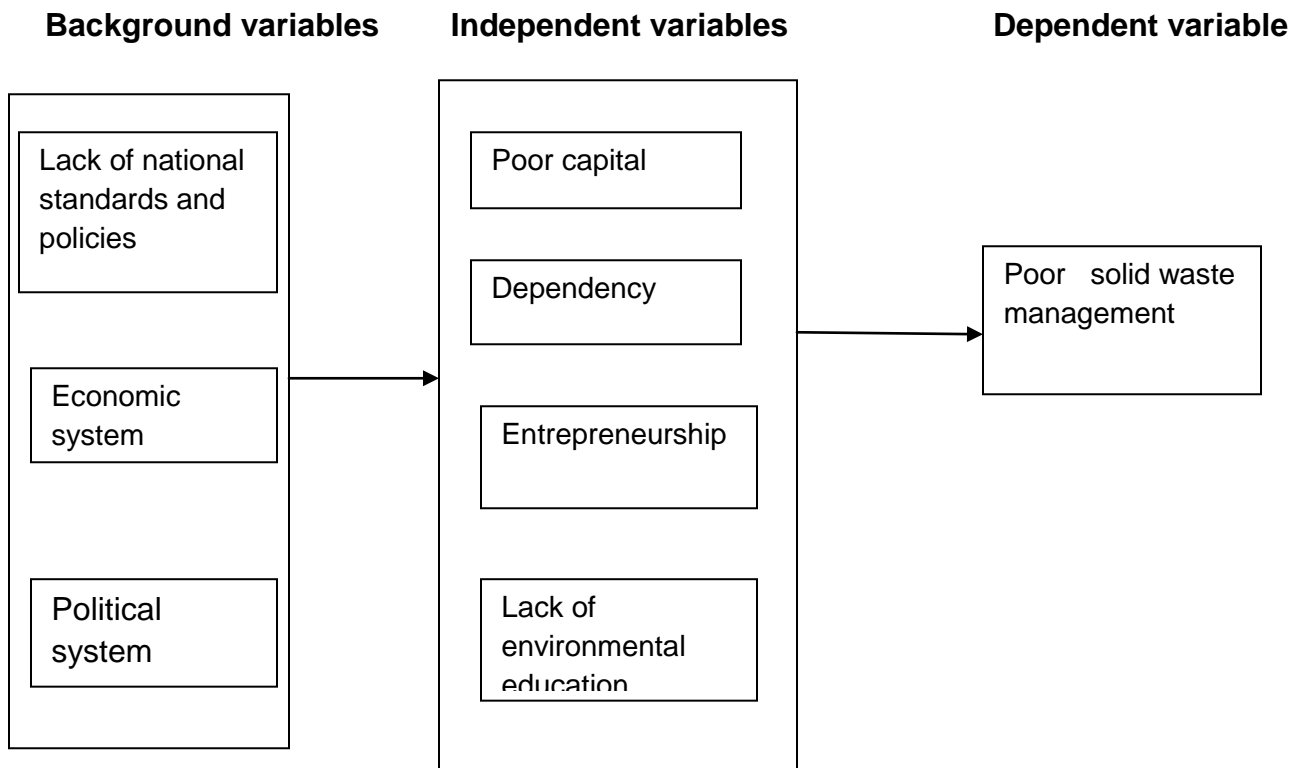 Background variables
Independent variables
Dependent variable
Lack of national
standards and
policies
Economic
system
Political
system
Poor capital
Dependency
Entrepreneurship
Lack of
environmental
education
Poor   solid waste
management